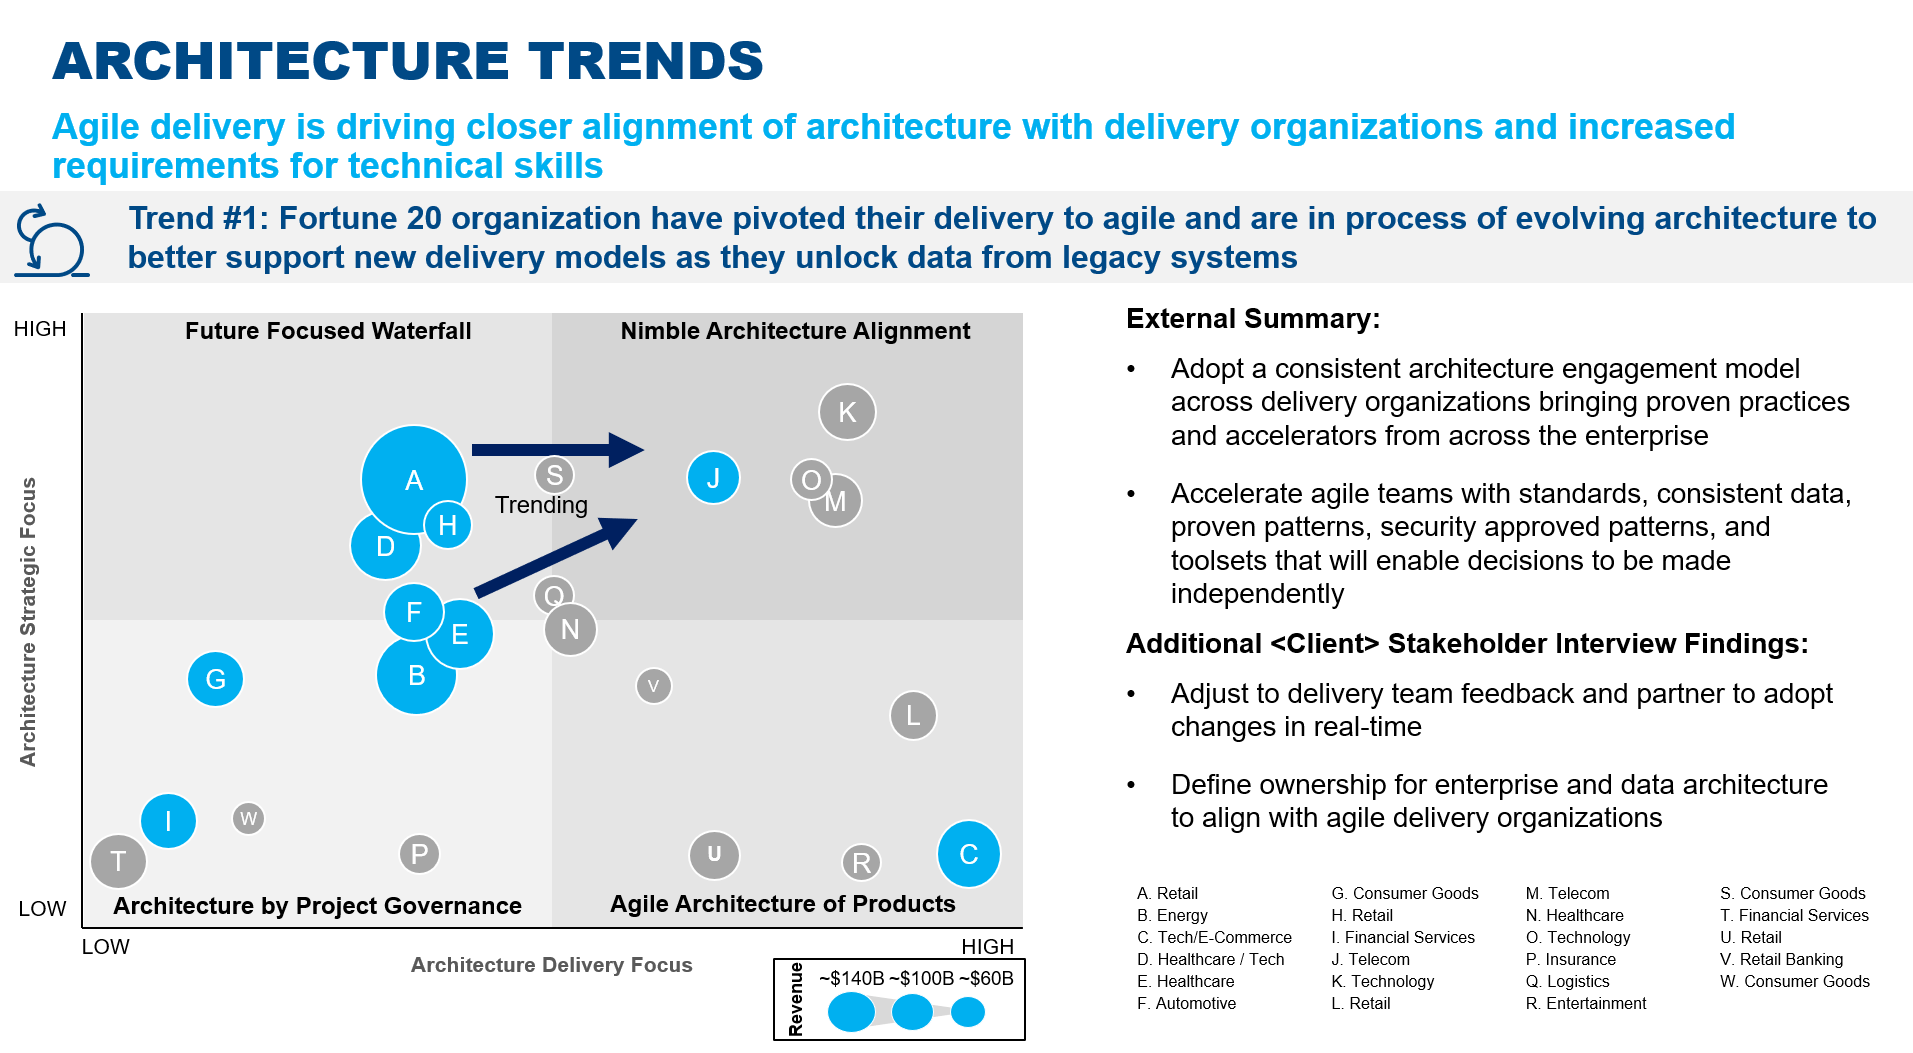 ARCHITECTURE TRENDS
Agile delivery is driving closer alignment of architecture with delivery organizations and increased
requirements for technical skills
Trend #1: Fortune 20 organization have pivoted their delivery to agile and are in process of evolving architecture to
better support new delivery models as they unlock data from legacy systems
HIGH
Future Focused Waterfall
Nimble Architecture Alignment
K
A
S
J
O
M
Trending
H
D
F
Q
E
N
G
B
V
L
I
W
T
P
U
R
C
Architecture Strategic Focus
LOW
Architecture by Project Governance
Agile Architecture of Products
LOW
HIGH
Architecture Delivery Focus
Revenue
~$140B ~$100B ~$60B
External Summary:
• Adopt a consistent architecture engagement model
across delivery organizations bringing proven practices
and accelerators from across the enterprise
• Accelerate agile teams with standards, consistent data,
proven patterns, security approved patterns, and
toolsets that will enable decisions to be made
independently
Additional <Client> Stakeholder Interview Findings:
• Adjust to delivery team feedback and partner to adopt
changes in real-time
• Define ownership for enterprise and data architecture
to align with agile delivery organizations
A. Retail
B. Energy
C. Tech/E-Commerce
D. Healthcare / Tech
E. Healthcare
F. Automotive
G. Consumer Goods
H. Retail
I. Financial Services
J. Telecom
K. Technology
L. Retail
M. Telecom
N. Healthcare
O. Technology
P. Insurance
Q. Logistics
R. Entertainment
S. Consumer Goods
T. Financial Services
U. Retail
V. Retail Banking
W. Consumer Goods